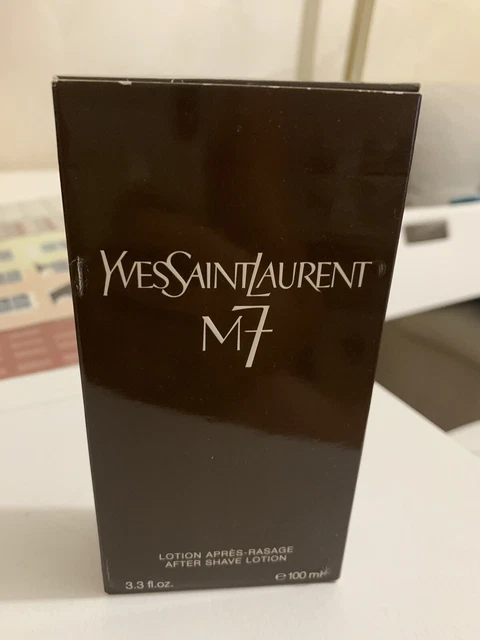 YVESSAINTLAURENT
M7
LOTION APRÈS-RASAGE
AFTER SHAVE LOTION
3.3 fl.oz. ℮100 ml